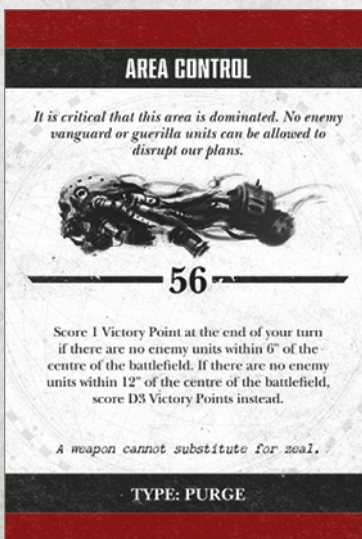 AREA CONTROL
It is critical that this area is dominated. No enemy
vanguard or guerilla units can be allowed to
disrupt our plans.
56
Score 1 Victory Point at the end of your turn
if there are no enemy units within 6" of the
centre of the battlefield. If there are no enemy
units within 12" of the centre of the battlefield,
score D3 Victory Points instead.
A weapon cannot substitute for zeal.
TYPE: PURGE